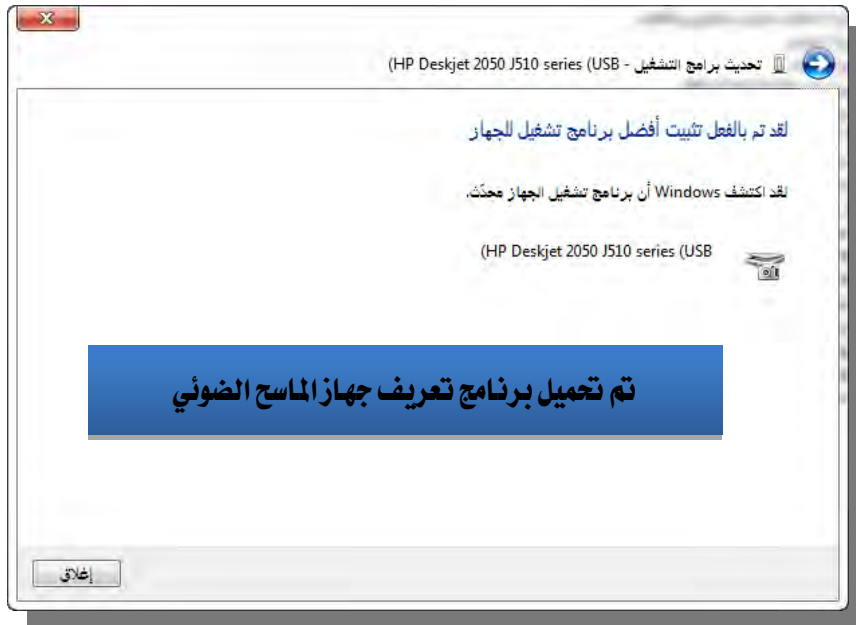 تحديث برامج التشغيل - HP Deskjet 2050 J510 series (USB)
لقد تم بالفعل تثبيت أفضل برنامج تشغيل للجهاز
لقد اكتشف Windows أن برنامج تشغيل الجهاز محدّث.
HP Deskjet 2050 J510 series (USB)
تم تحميل برنامج تعريف جهاز الماسح الضوئي
إغلاق